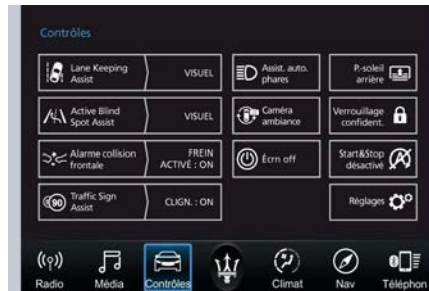 Contrôles
Lane Keeping
Assist
VISUEL
Assist. auto.
phares
P.-soleil
arrière
Active Blind
Spot Assist
VISUEL
Caméra
ambiance
Verrouillage
confident.
Alarme collision
frontale
FREIN
ACTIVÉ : ON
Écrn off
Start&Stop
désactivé
90
Traffic Sign
Assist
CLIGN. : ON
Réglages
Radio
Média
Contrôles
Climat
Nav
Téléphon